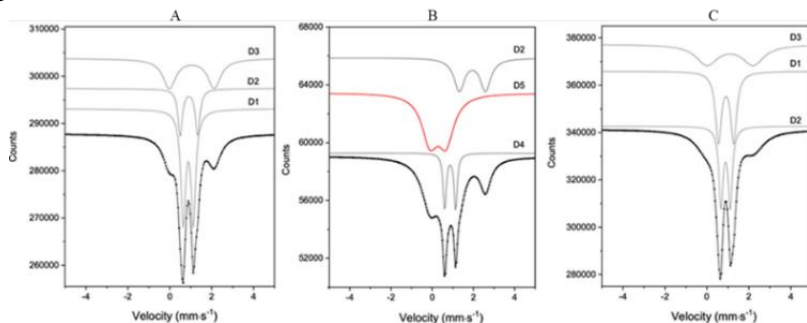 A B C
310000
300000
290000
280000
270000
260000
Counts
D3
D2
D1
-4 -2 0 2 4
Velocity (mm·s⁻¹)
68000
64000
60000
56000
52000
Counts
D2
D5
D4
-4 -2 0 2 4
Velocity (mm·s⁻¹)
380000
360000
340000
320000
300000
280000
Counts
D3
D1
D2
-4 -2 0 2 4
Velocity (mm·s⁻¹)